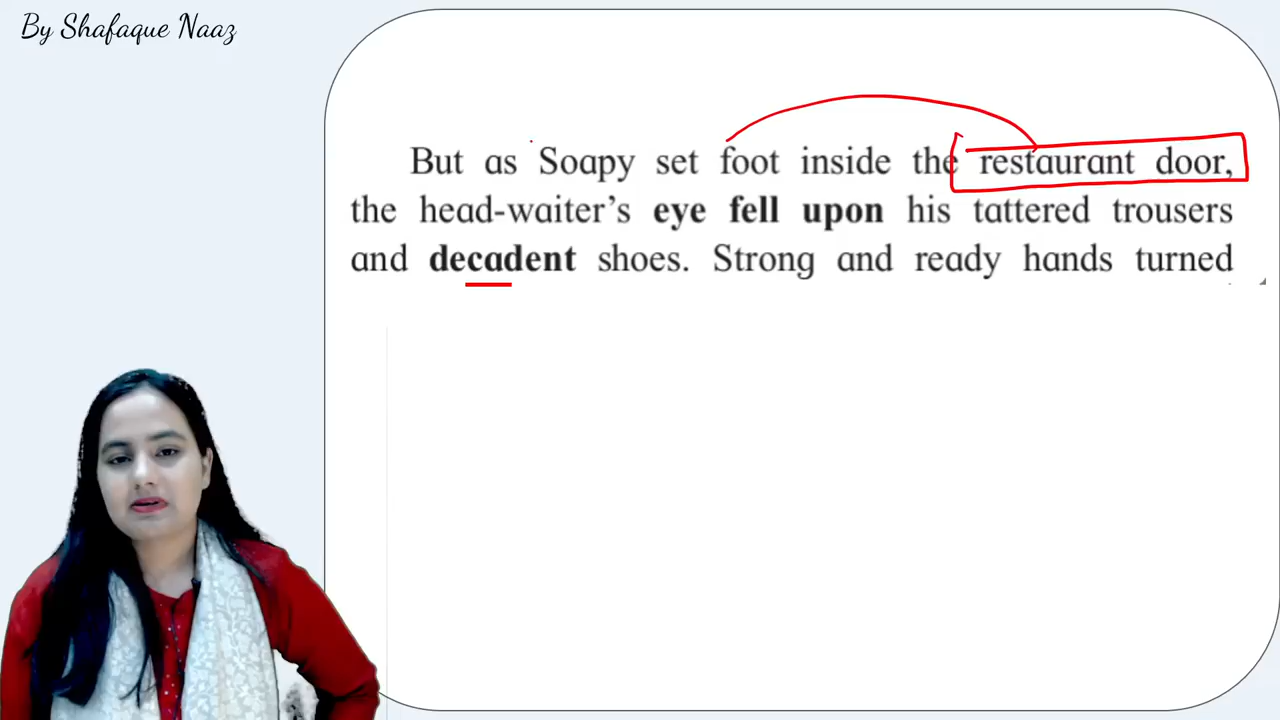 By Shafaque Naaz
But as Soapy set foot inside the restaurant door,
the head-waiter's eye fell upon his tattered trousers
and decadent shoes. Strong and ready hands turned